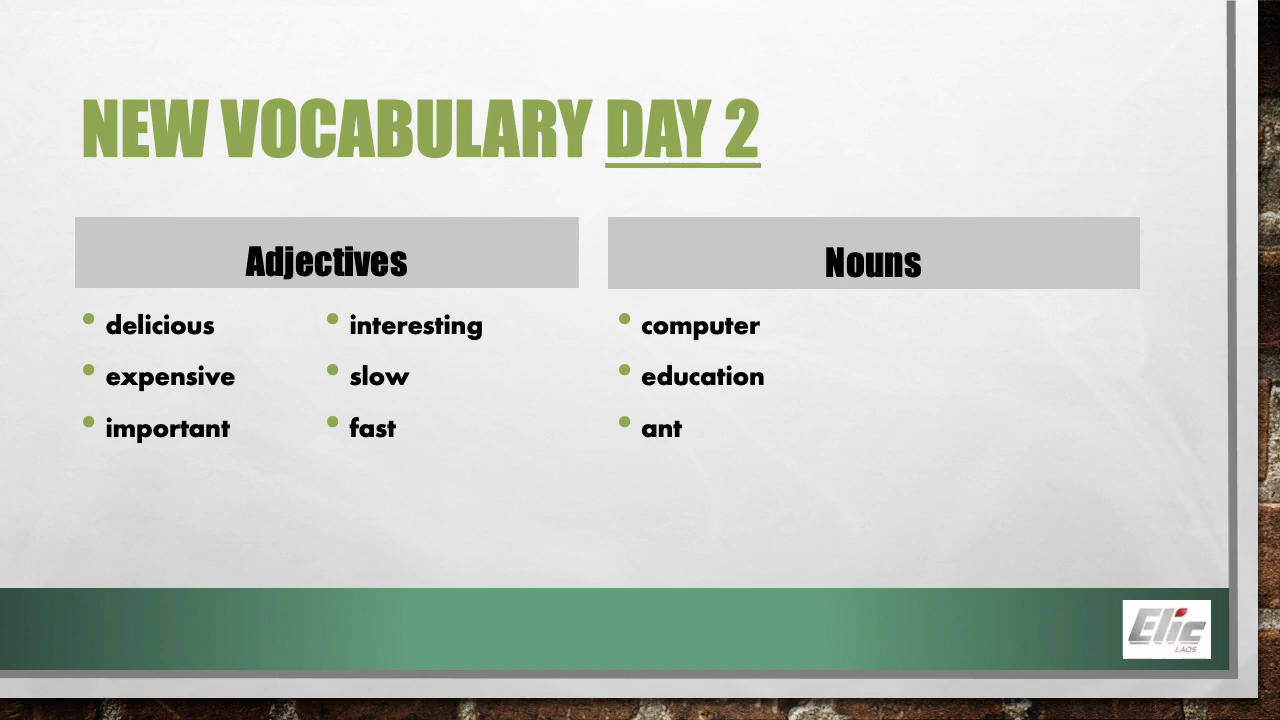 NEW VOCABULARY DAY 2
Adjectives
delicious
expensive
important
interesting
slow
fast
Nouns
computer
education
ant
Elic
LAOS